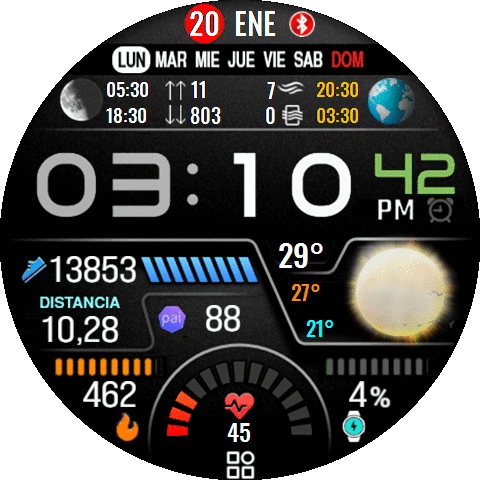 20 ENE
LUN MAR MIE JUE VIE SAB DOM
05:30 11 7 20:30
18:30 803 0 03:30
03:10 42
PM
13853
29°
27°
21°
DISTANCIA
10,28
pai 88
462
4%
45